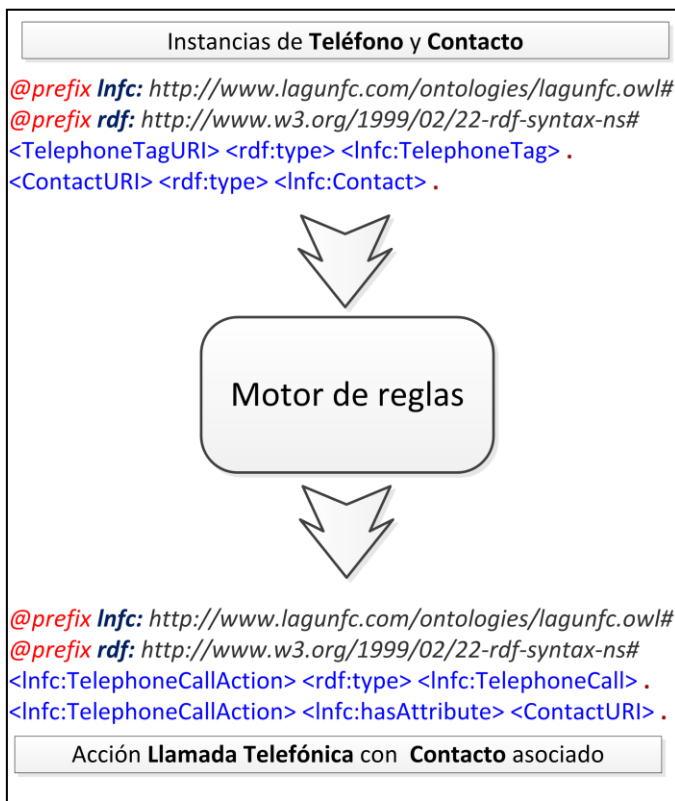 Instancias de Teléfono y Contacto
@prefix lnfc: http://www.lagunfc.com/ontologies/lagunfc.owl#
@prefix rdf: http://www.w3.org/1999/02/22-rdf-syntax-ns#
<TelephoneTagURI> <rdf:type> <lnfc:TelephoneTag> .
<ContactURI> <rdf:type> <lnfc:Contact> .
Motor de reglas
@prefix lnfc: http://www.lagunfc.com/ontologies/lagunfc.owl#
@prefix rdf: http://www.w3.org/1999/02/22-rdf-syntax-ns#
<lnfc:TelephoneCallAction> <rdf:type> <lnfc:TelephoneCall> .
<lnfc:TelephoneCallAction> <lnfc:hasAttribute> <ContactURI> .
Acción Llamada Telefónica con Contacto asociado